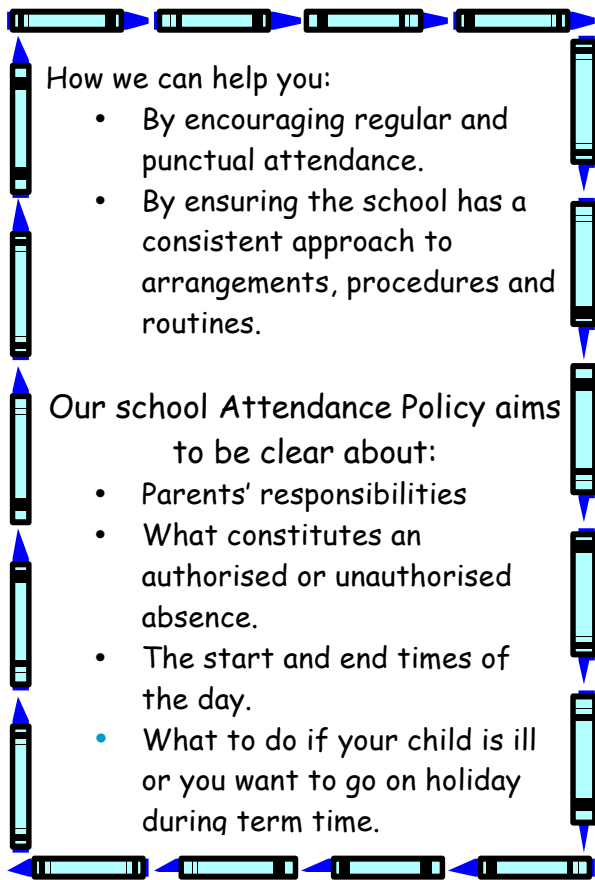 How we can help you:
• By encouraging regular and
punctual attendance.
• By ensuring the school has a
consistent approach to
arrangements, procedures and
routines.
Our school Attendance Policy aims
to be clear about:
• Parents' responsibilities
• What constitutes an
authorised or unauthorised
absence.
• The start and end times of
the day.
• What to do if your child is ill
or you want to go on holiday
during term time.